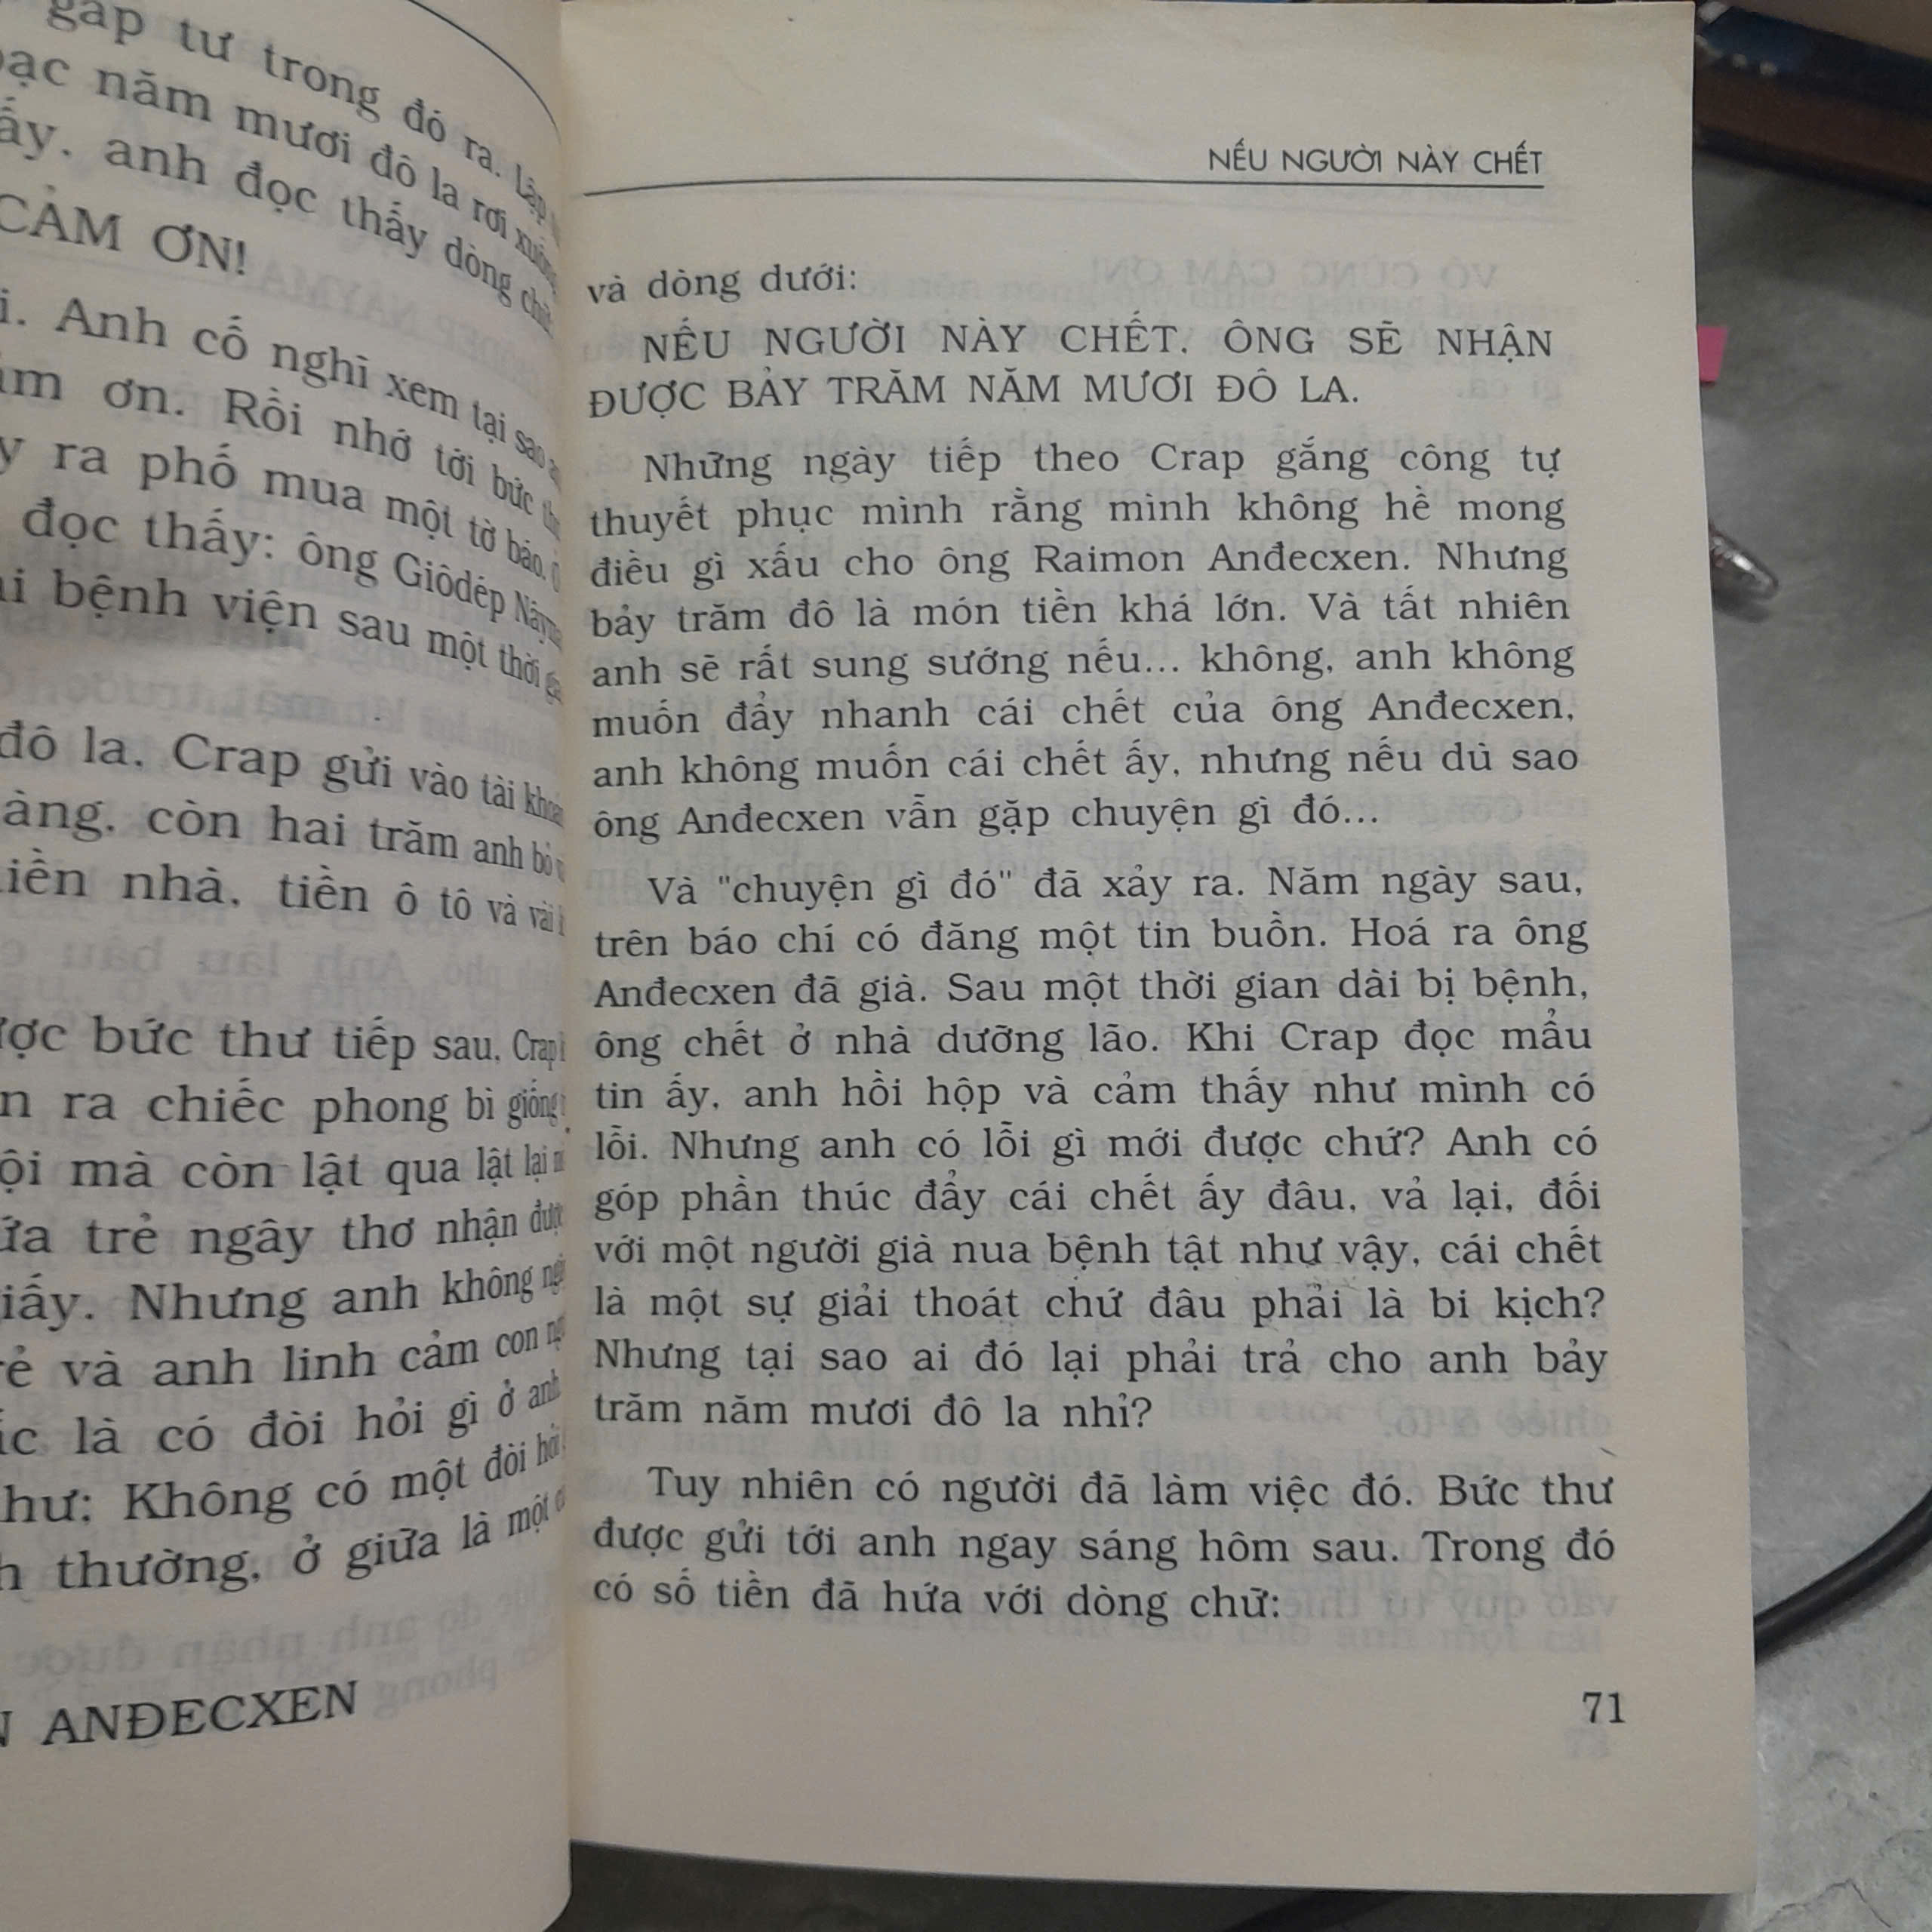 gấp tư trong đó ra. Lập
bạc năm mươi đô la rơi xuống
ấy, anh đọc thấy dòng chữ:
CẢM ƠN!
i. Anh cố nghĩ xem tại sao
ảm ơn. Rồi nhớ tới bức
y ra phố mua một tờ báo.
đọc thấy: ông Giôdép
ại bệnh viện sau một thời
đô la. Crap gửi vào tài
àng, còn hai trăm anh bỏ
iền nhà, tiền ô tô và vài
ược bức thư tiếp sau, Crap
n ra chiếc phong bì giống
ội mà còn lật qua lật lại
ứa trẻ ngây thơ nhận được
iấy. Nhưng anh không
rẻ và anh linh cảm con
ắc là có đòi hỏi gì ở anh
hư: Không có một đòi hỏi
h thường, ở giữa là một
N ANĐECXEN
NẾU NGƯỜI NÀY CHẾT
và dòng dưới:
NẾU NGƯỜI NÀY CHẾT, ÔNG SẼ NHẬN
ĐƯỢC BẢY TRĂM NĂM MƯƠI ĐÔ LA.
Những ngày tiếp theo Crap gắng công tự
thuyết phục mình rằng mình không hề mong
điều gì xấu cho ông Raimon Anđecxen. Nhưng
bảy trăm đô là món tiền khá lớn. Và tất nhiên
anh sẽ rất sung sướng nếu... không, anh không
muốn đẩy nhanh cái chết của ông Anđecxen,
anh không muốn cái chết ấy, nhưng nếu dù sao
ông Anđecxen vẫn gặp chuyện gì đó...
Và "chuyện gì đó" đã xảy ra. Năm ngày sau,
trên báo chí có đăng một tin buồn. Hoá ra ông
Anđecxen đã già. Sau một thời gian dài bị bệnh,
ông chết ở nhà dưỡng lão. Khi Crap đọc mẩu
tin ấy, anh hồi hộp và cảm thấy như mình có
lỗi. Nhưng anh có lỗi gì mới được chứ? Anh có
góp phần thúc đẩy cái chết ấy đâu, vả lại, đối
với một người già nua bệnh tật như vậy, cái chết
là một sự giải thoát chứ đâu phải là bi kịch?
Nhưng tại sao ai đó lại phải trả cho anh bảy
trăm năm mươi đô la nhỉ?
Tuy nhiên có người đã làm việc đó. Bức thư
được gửi tới anh ngay sáng hôm sau. Trong đó
có số tiền đã hứa với dòng chữ:
71